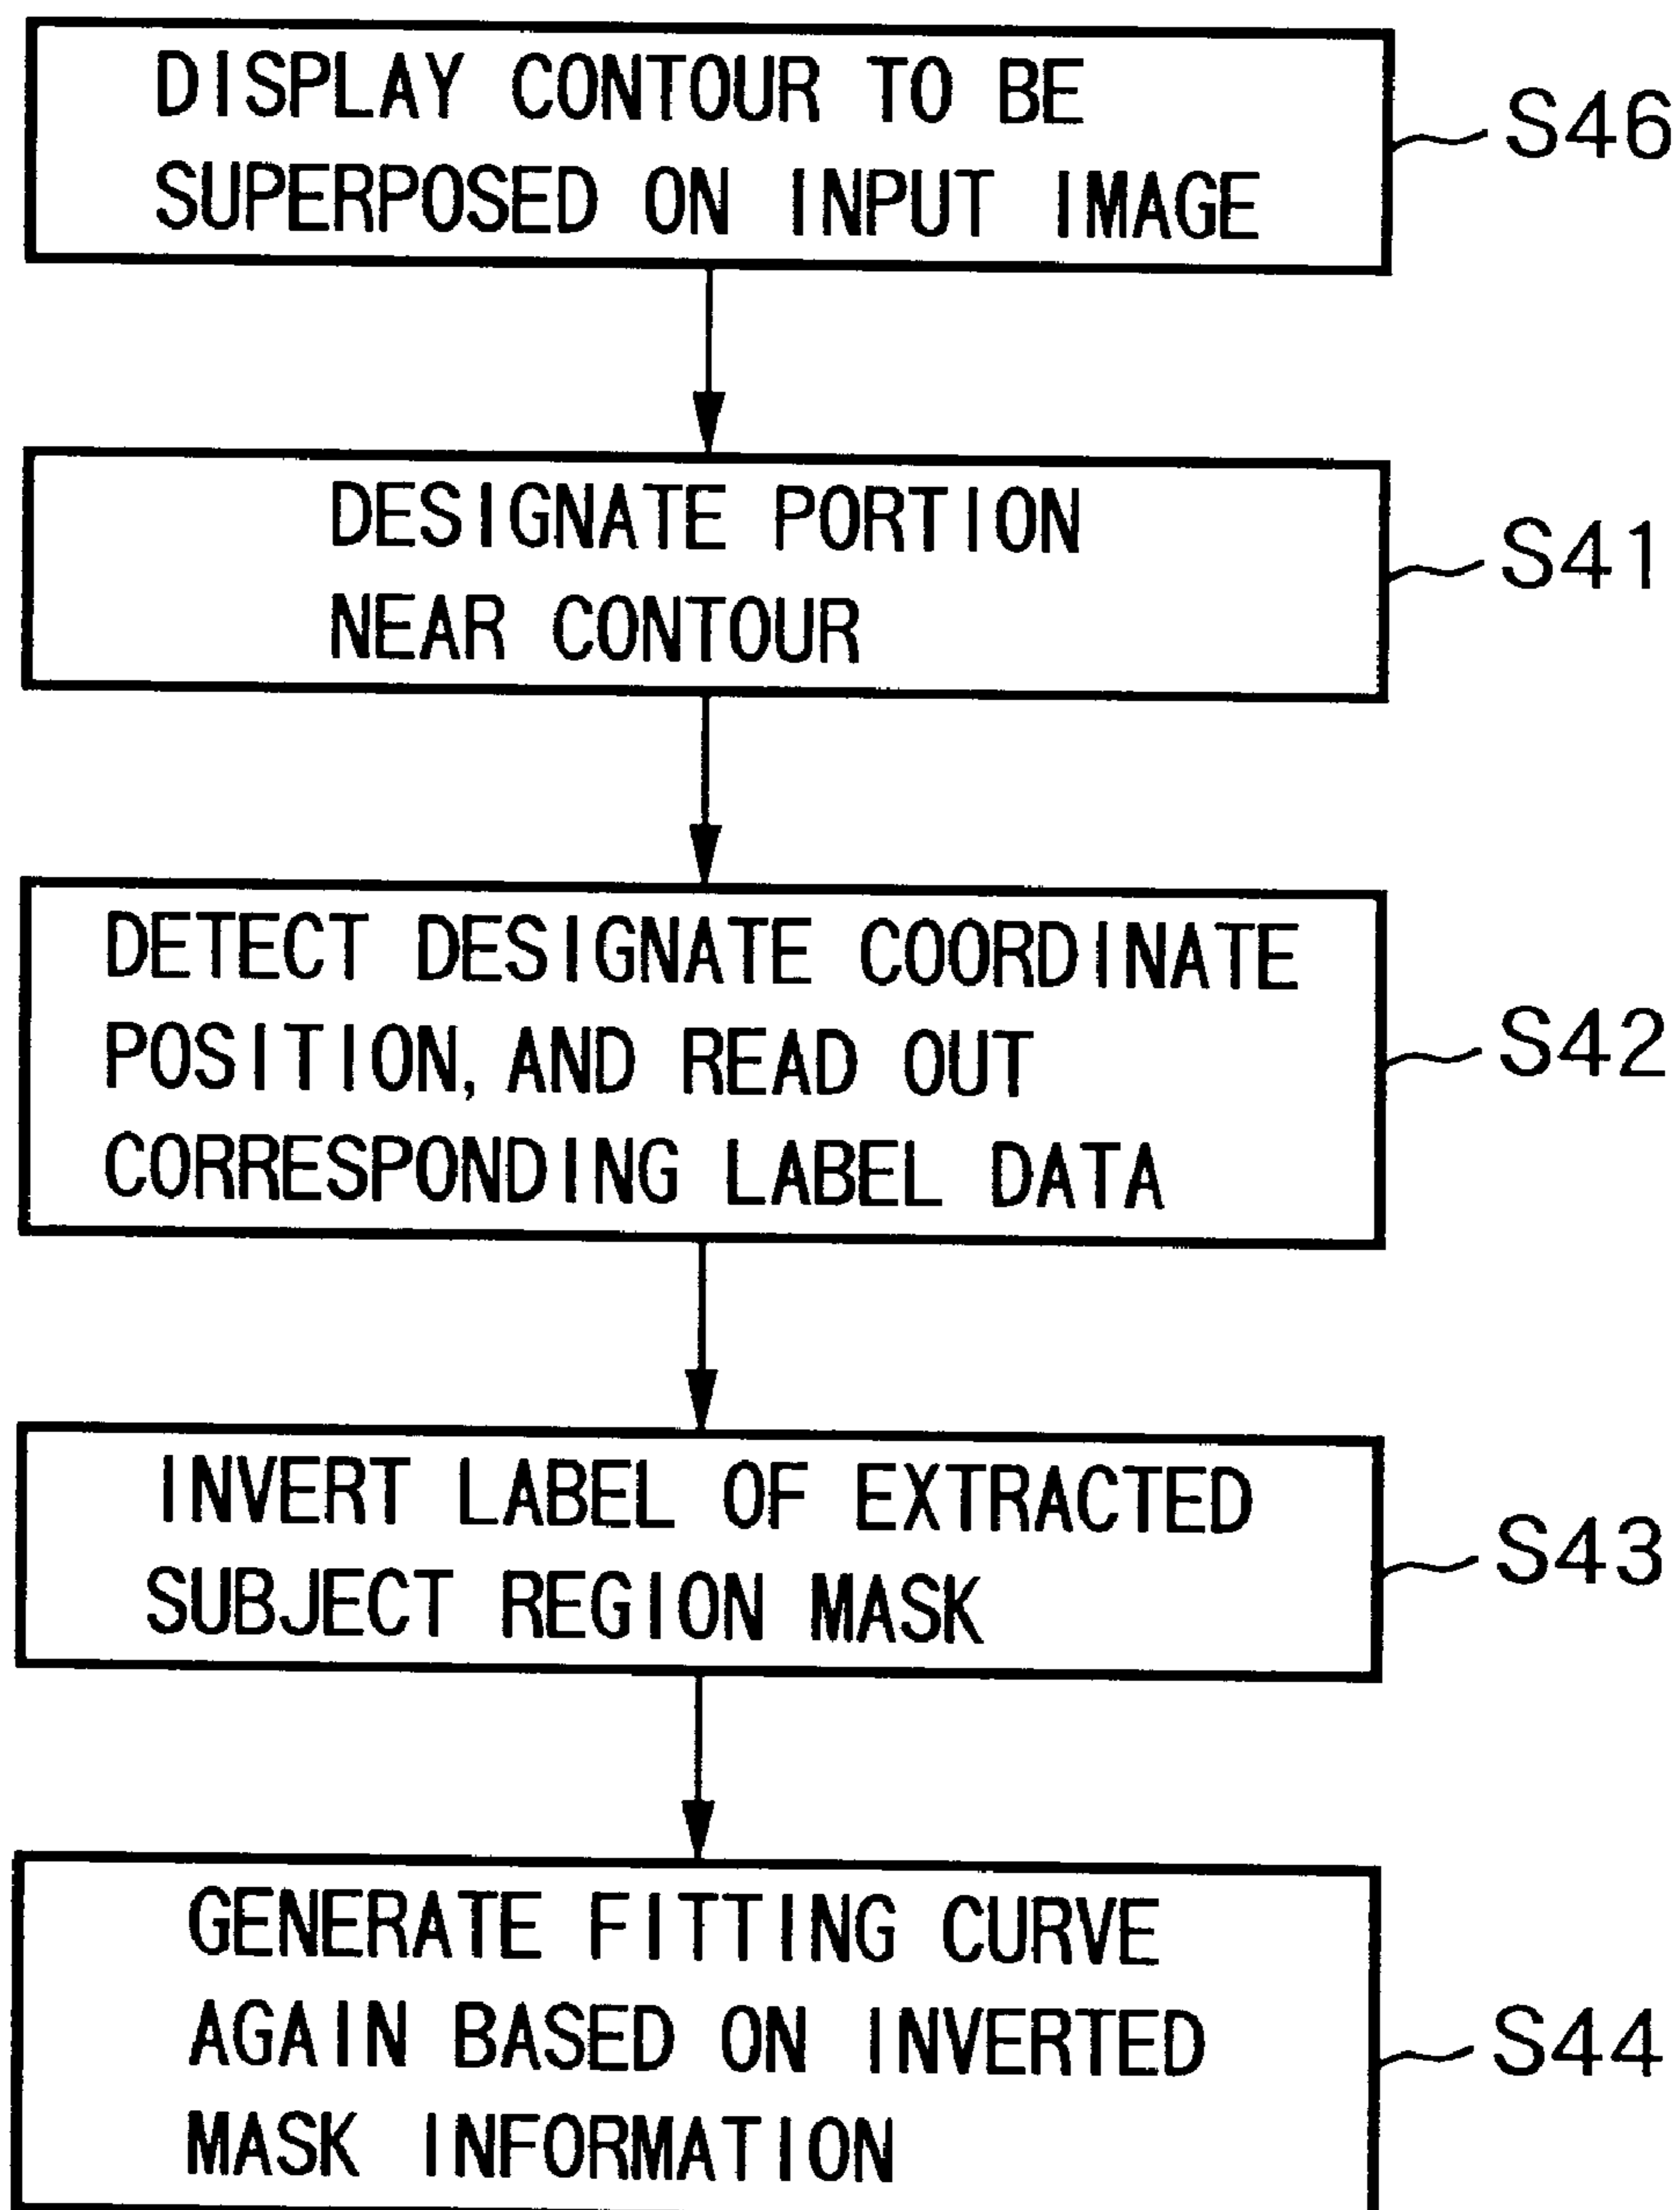 DISPLAY CONTOUR TO BE
SUPERPOSED ON INPUT IMAGE
S46
DESIGNATE PORTION
NEAR CONTOUR
S41
DETECT DESIGNATE COORDINATE
POSITION, AND READ OUT
CORRESPONDING LABEL DATA
S42
INVERT LABEL OF EXTRACTED
SUBJECT REGION MASK
S43
GENERATE FITTING CURVE
AGAIN BASED ON INVERTED
MASK INFORMATION
S44